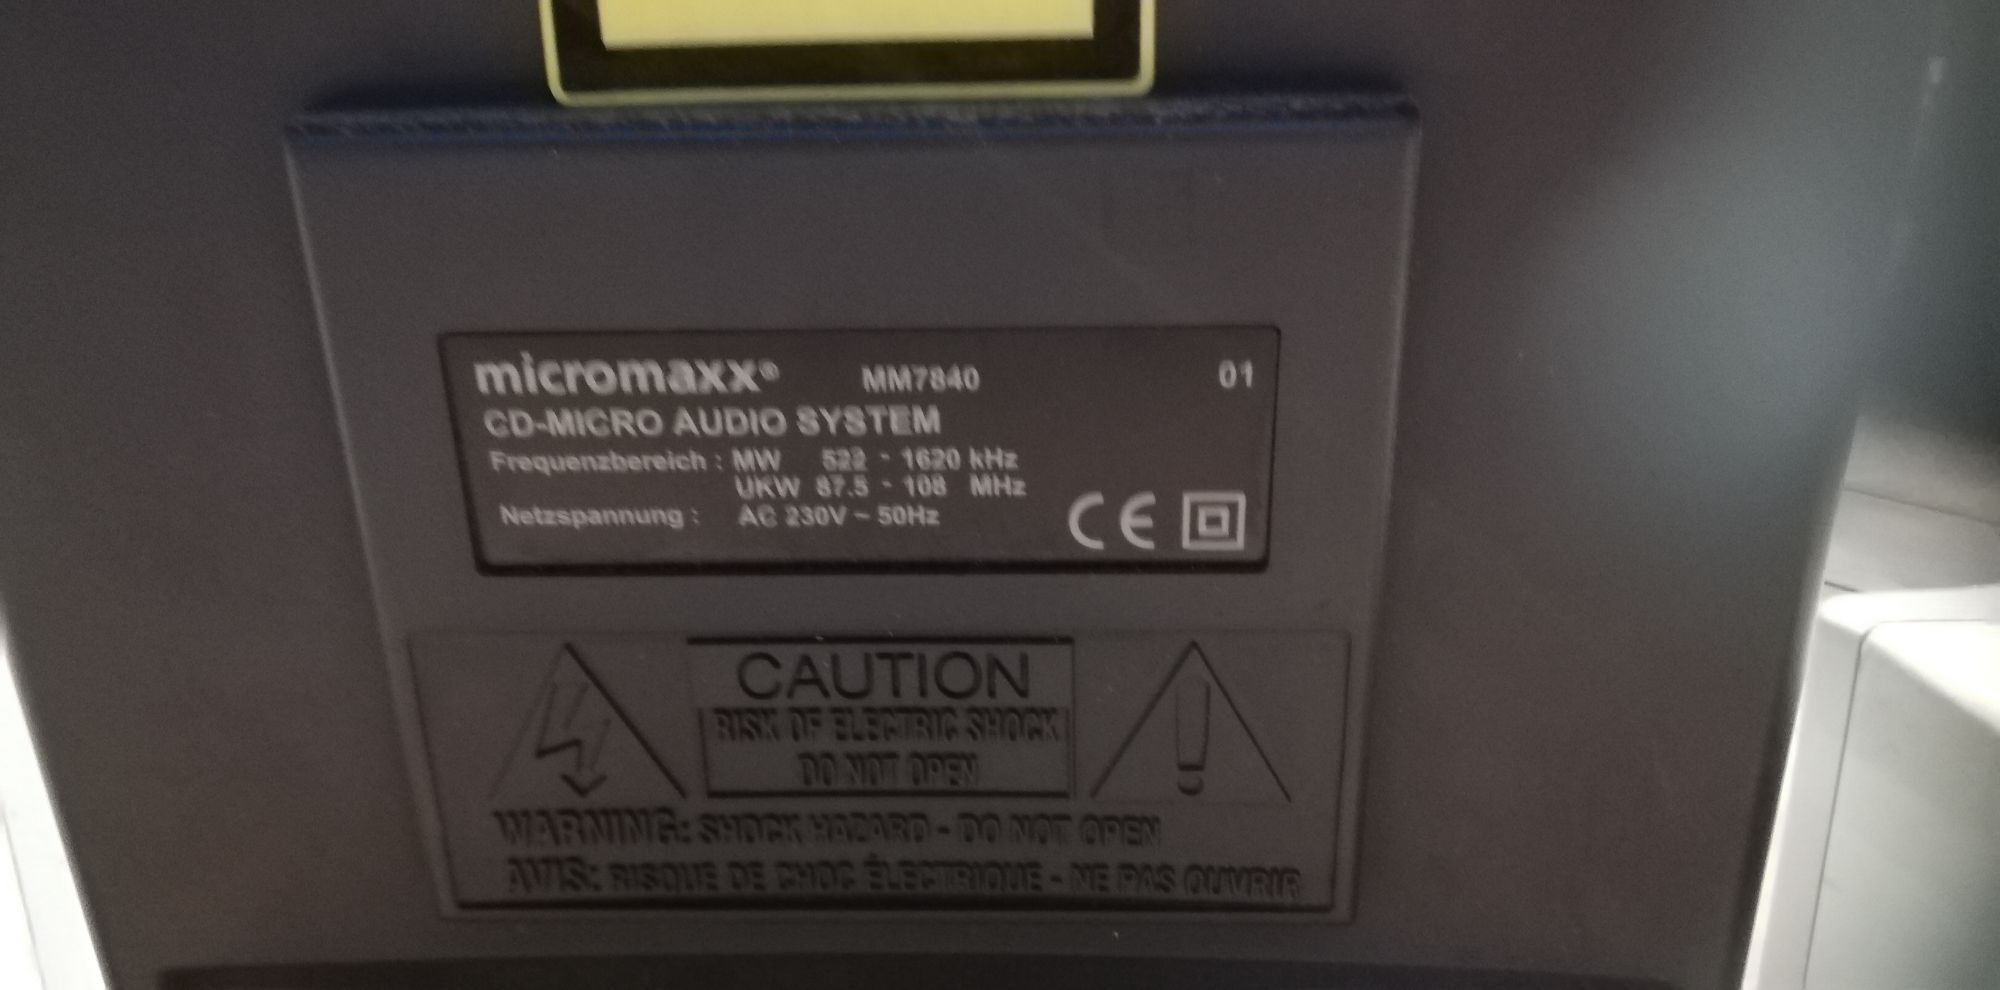 micromaxx® MM7840 01
CD-MICRO AUDIO SYSTEM
Frequenzbereich : MW 522 - 1620 kHz
UKW 87.5 - 108 MHz
Netzspannung : AC 230V ~ 50Hz
CE
CAUTION
RISK OF ELECTRIC SHOCK
DO NOT OPEN
WARNING: SHOCK HAZARD - DO NOT OPEN
AVIS: RISQUE DE CHOC ÉLECTRIQUE - NE PAS OUVRIR